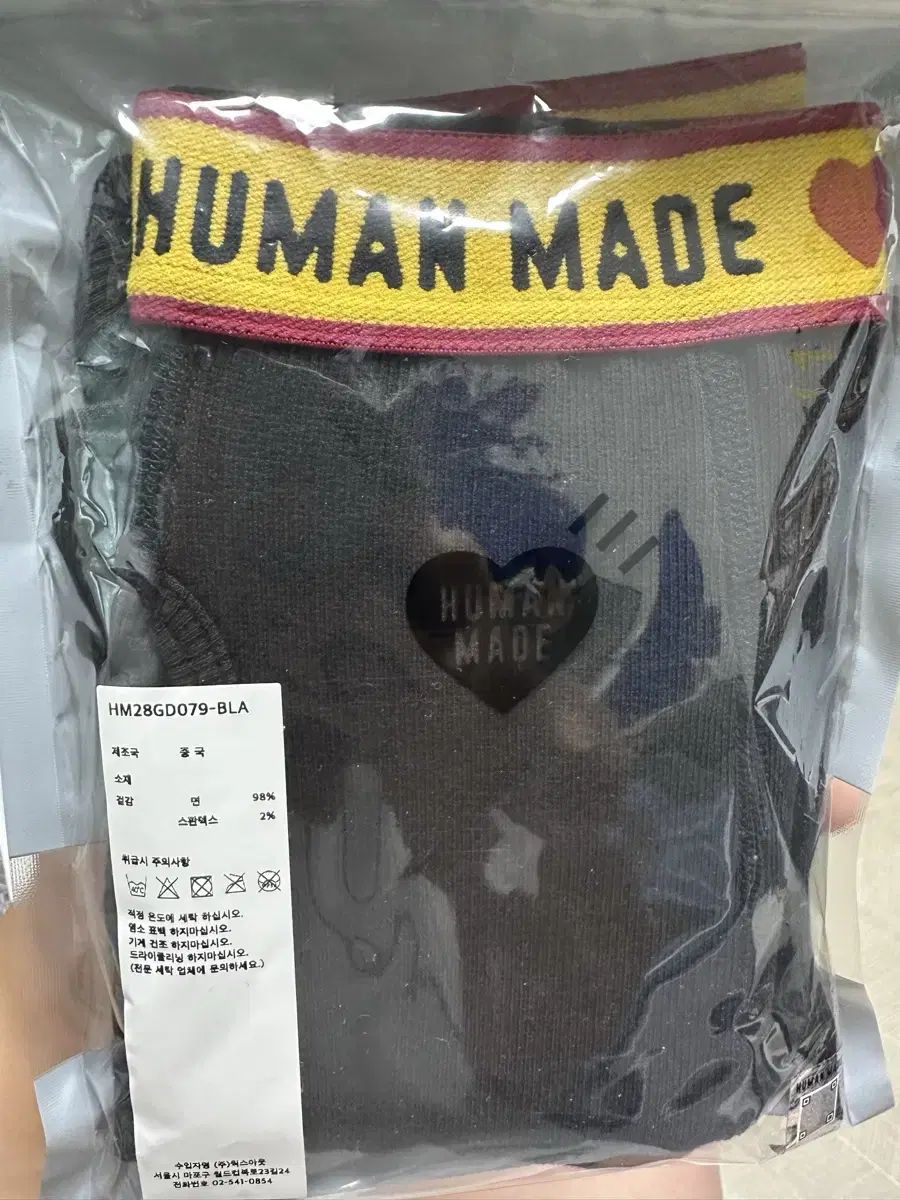 HUMAN MADE
HUMAN
MADE
HM28GD079-BLA
제조국 중 국
소재
겉감 면 98%
스판덱스 2%
취급시 주의사항
40℃
적정 온도에 세탁 하십시오.
염소 표백 하지마십시오.
기계 건조 하지마십시오.
드라이클리닝 하지마십시오.
(전문 세탁 업체에 문의하세요.)
수입자명 (주)웍스아웃
서울시 마포구 월드컵북로23길24
전화번호 02-541-0854